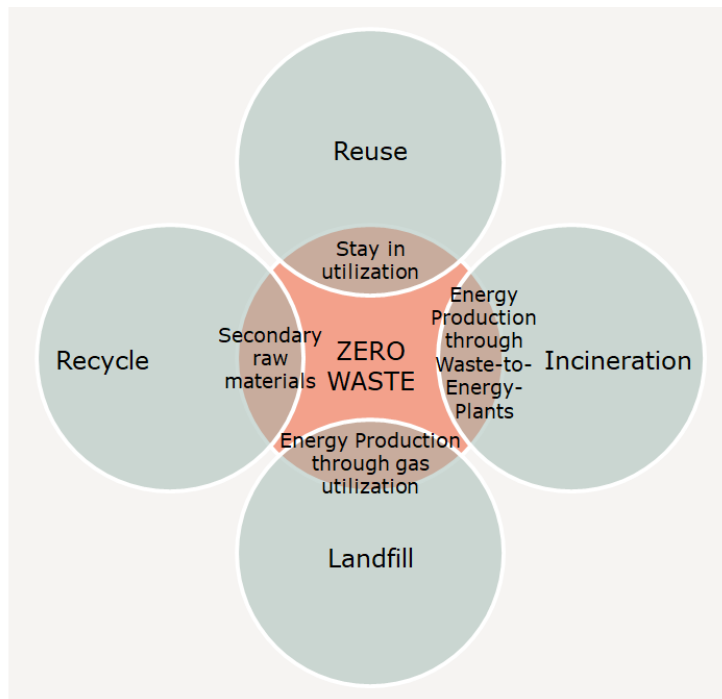 Reuse
Stay in
utilization
Recycle
Secondary
raw
materials
ZERO
WASTE
Energy
Production
through
Waste-to-
Energy-
Plants
Incineration
Energy Production
through gas
utilization
Landfill